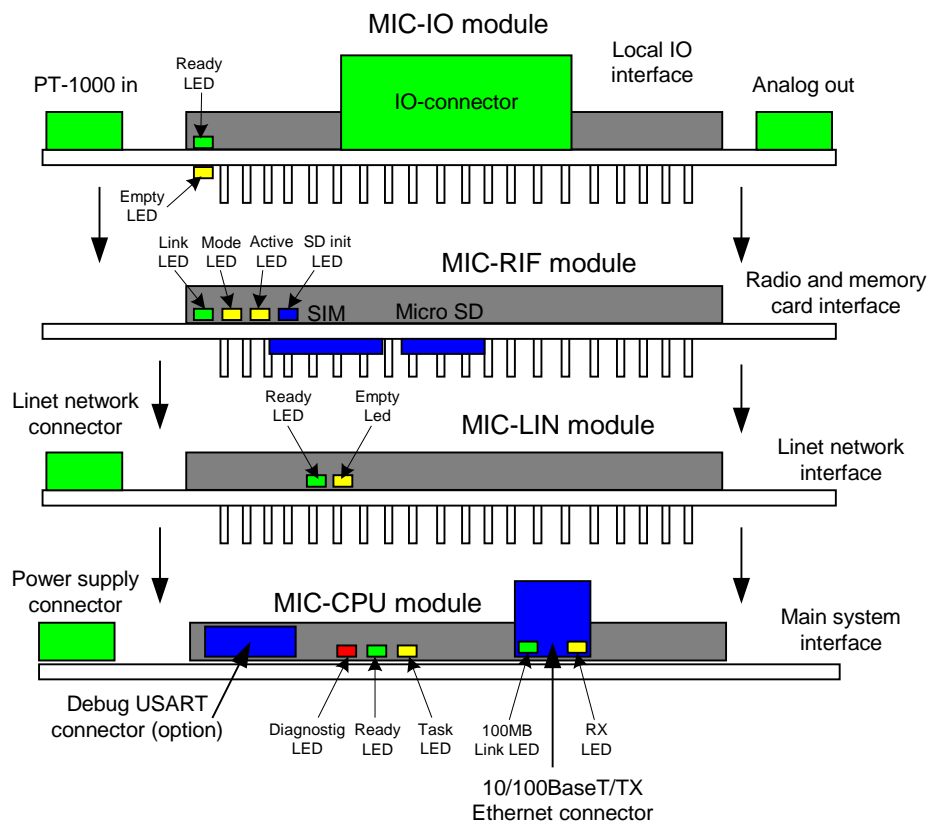 MIC-IO module
Ready
LED
Local IO
interface
PT-1000 in
Analog out
IO-connector
Empty
LED
Link
LED
Mode
LED
Active
LED
SD init
LED
MIC-RIF module
Radio and memory
card interface
SIM
Micro SD
Linet network
connector
Ready
LED
Empty
Led
MIC-LIN module
Linet network
interface
Power supply
connector
MIC-CPU module
Main system
interface
Debug USART
connector (option)
Diagnostig
LED
Ready
LED
Task
LED
100MB
Link LED
RX
LED
10/100BaseT/TX
Ethernet connector